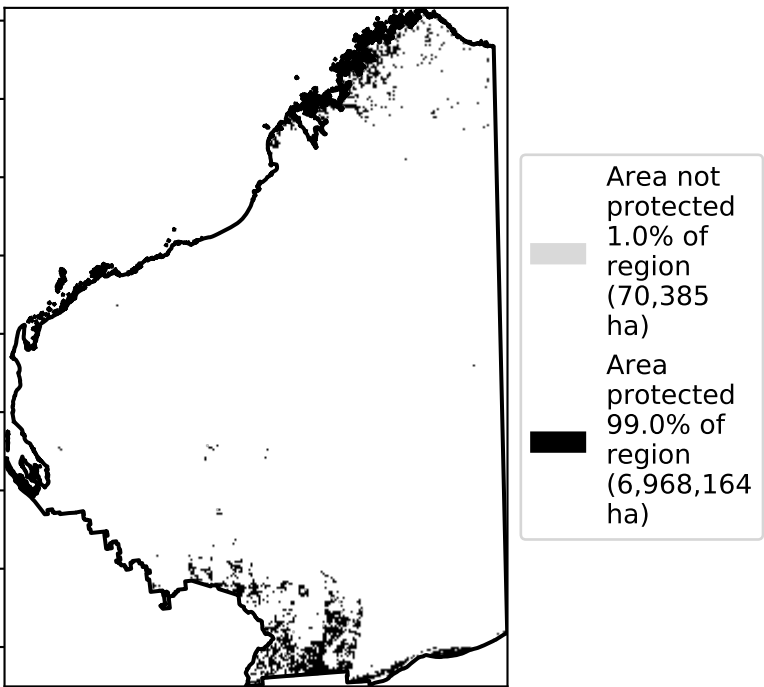 Area not
protected
1.0% of
region
(70,385
ha)
Area
protected
99.0% of
region
(6,968,164
ha)